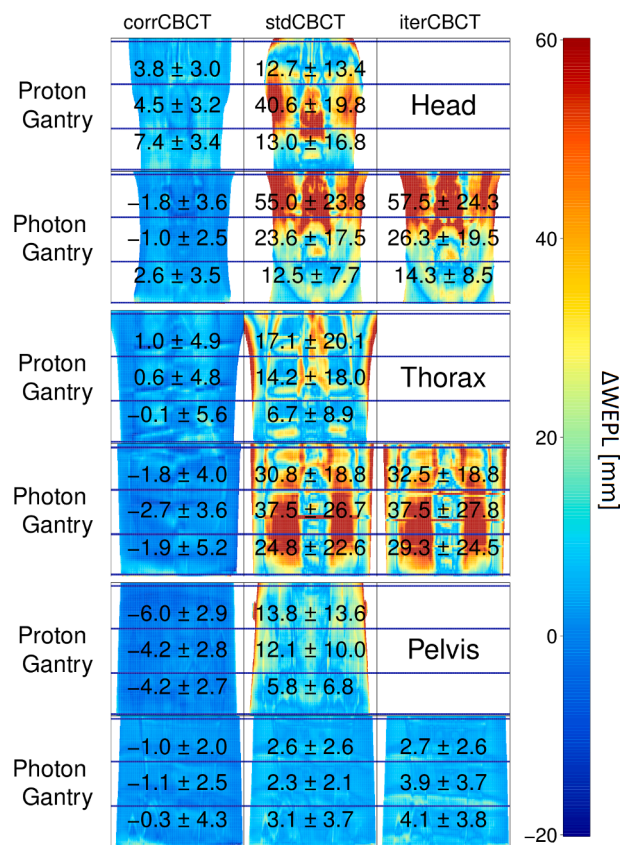 corrCBCT stdCBCT iterCBCT
Proton Gantry
3.8 ± 3.0 12.7 ± 13.4
4.5 ± 3.2 40.6 ± 19.8 Head
7.4 ± 3.4 13.0 ± 16.8
Photon Gantry
−1.8 ± 3.6 55.0 ± 23.8 57.5 ± 24.3
−1.0 ± 2.5 23.6 ± 17.5 26.3 ± 19.5
2.6 ± 3.5 12.5 ± 7.7 14.3 ± 8.5
Proton Gantry
1.0 ± 4.9 17.1 ± 20.1
0.6 ± 4.8 14.2 ± 18.0 Thorax
−0.1 ± 5.6 6.7 ± 8.9
Photon Gantry
−1.8 ± 4.0 30.8 ± 18.8 32.5 ± 18.8
−2.7 ± 3.6 37.5 ± 26.7 37.5 ± 27.8
−1.9 ± 5.2 24.8 ± 22.6 29.3 ± 24.5
Proton Gantry
−6.0 ± 2.9 13.8 ± 13.6
−4.2 ± 2.8 12.1 ± 10.0 Pelvis
−4.2 ± 2.7 5.8 ± 6.8
Photon Gantry
−1.0 ± 2.0 2.6 ± 2.6 2.7 ± 2.6
−1.1 ± 2.5 2.3 ± 2.1 3.9 ± 3.7
−0.3 ± 4.3 3.1 ± 3.7 4.1 ± 3.8
60
40
20
0
−20
ΔWEPL [mm]